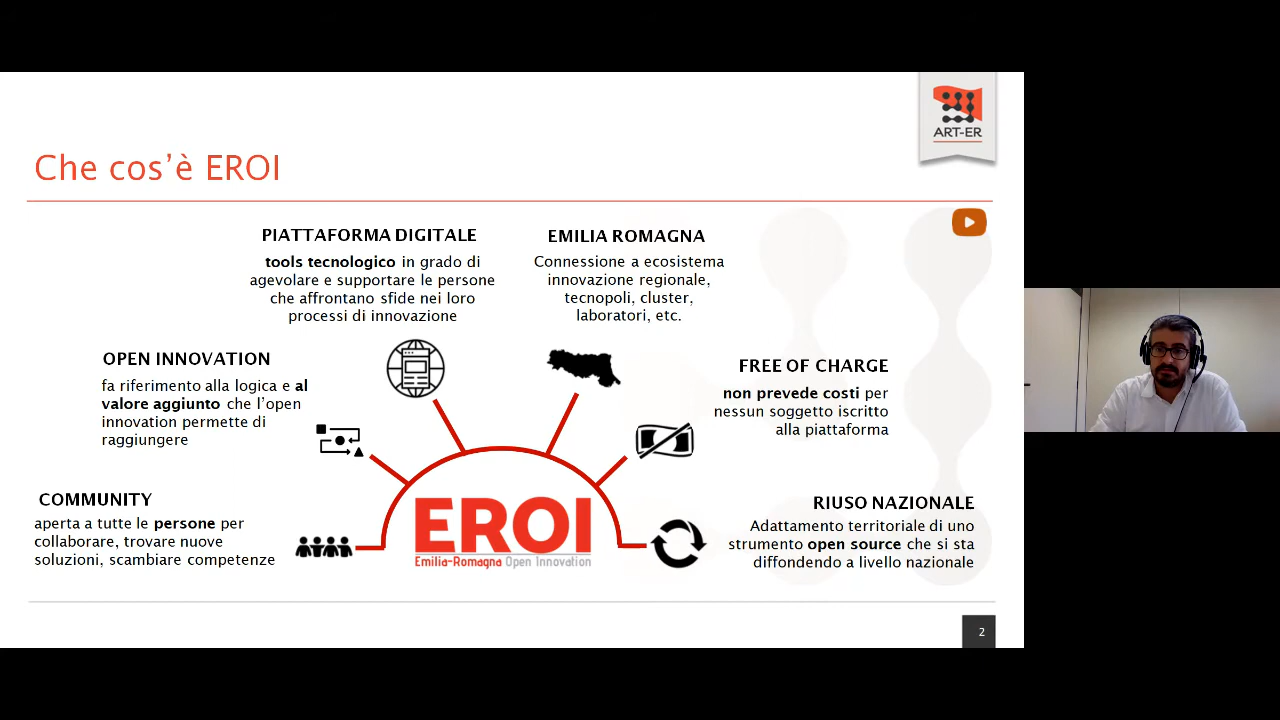 ART-ER
Che cos'è EROI
PIATTAFORMA DIGITALE
tools tecnologico in grado di
agevolare e supportare le persone
che affrontano sfide nei loro
processi di innovazione
EMILIA ROMAGNA
Connessione a ecosistema
innovazione regionale,
tecnopoli, cluster,
laboratori, etc.
OPEN INNOVATION
fa riferimento alla logica e al
valore aggiunto che l'open
innovation permette di
raggiungere
FREE OF CHARGE
non prevede costi per
nessun soggetto iscritto
alla piattaforma
COMMUNITY
aperta a tutte le persone per
collaborare, trovare nuove
soluzioni, scambiare competenze
EROI
Emilia-Romagna Open Innovation
RIUSO NAZIONALE
Adattamento territoriale di uno
strumento open source che si sta
diffondendo a livello nazionale
2